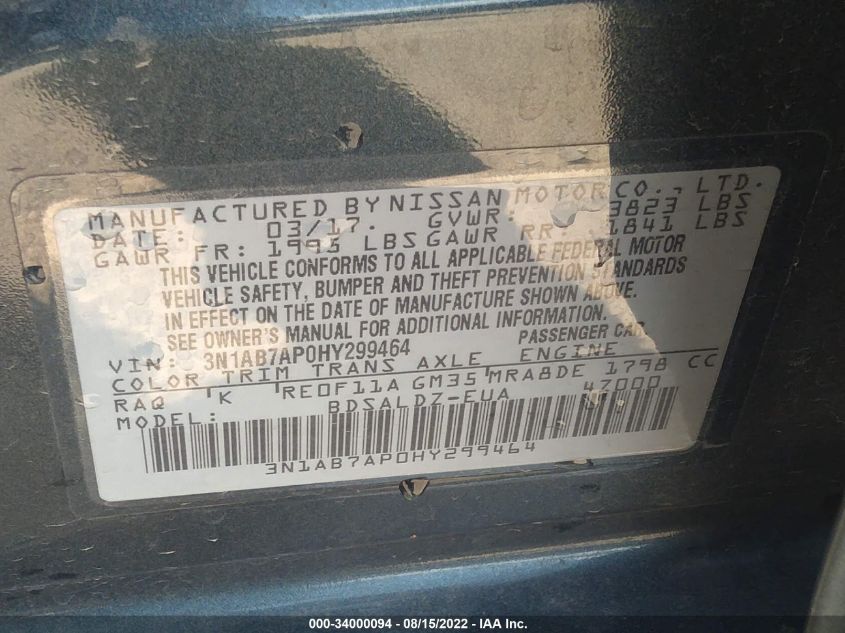 MANUFACTURED BY NISSAN MOTOR CO., LTD.
DATE: 03/17. GVWR: 3823 LBS
GAWR FR: 1995 LBS GAWR RR: 1841 LBS
THIS VEHICLE CONFORMS TO ALL APPLICABLE FEDERAL MOTOR
VEHICLE SAFETY, BUMPER AND THEFT PREVENTION STANDARDS
IN EFFECT ON THE DATE OF MANUFACTURE SHOWN ABOVE.
SEE OWNER'S MANUAL FOR ADDITIONAL INFORMATION.
VIN: 3N1AB7AP0HY299464 PASSENGER CAR
COLOR TRIM TRANS AXLE ENGINE
RAQ K RE0F11A GM35 MRA8DE 1798 CC
MODEL: BDSALDZ-EUA 47000
3N1AB7AP0HY299464
000-34000094 - 08/15/2022 - IAA Inc.